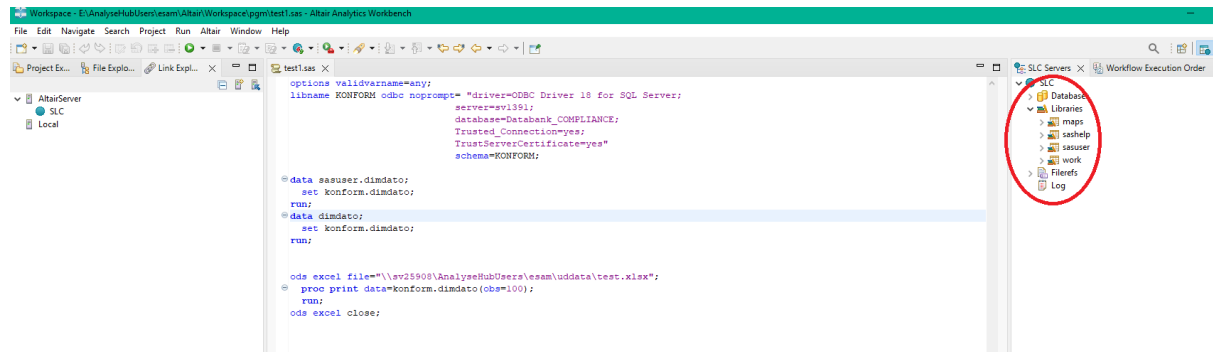 Workspace - E:\AnalyseHubUsers\esam\Altair\Workspace\pgm\test1.sas - Altair Analytics Workbench
File Edit Navigate Search Project Run Altair Window Help
Project Ex... File Explo... Link Expl...
AltairServer
SLC
Local
test1.sas
options validvarname=any;
libname KONFORM odbc noprompt= "driver=ODBC Driver 18 for SQL Server;
server=sv1391;
database=Databank_COMPLIANCE;
Trusted_Connection=yes;
TrustServerCertificate=yes"
schema=KONFORM;
data sasuser.dimdato;
set konform.dimdato;
run;
data dimdato;
set konform.dimdato;
run;
ods excel file="\\sv25908\AnalyseHubUsers\esam\uddata\test.xlsx";
proc print data=konform.dimdato(obs=100);
run;
ods excel close;
SLC Servers Workflow Execution Order
SLC
Database
Libraries
maps
sashelp
sasuser
work
Filerefs
Log